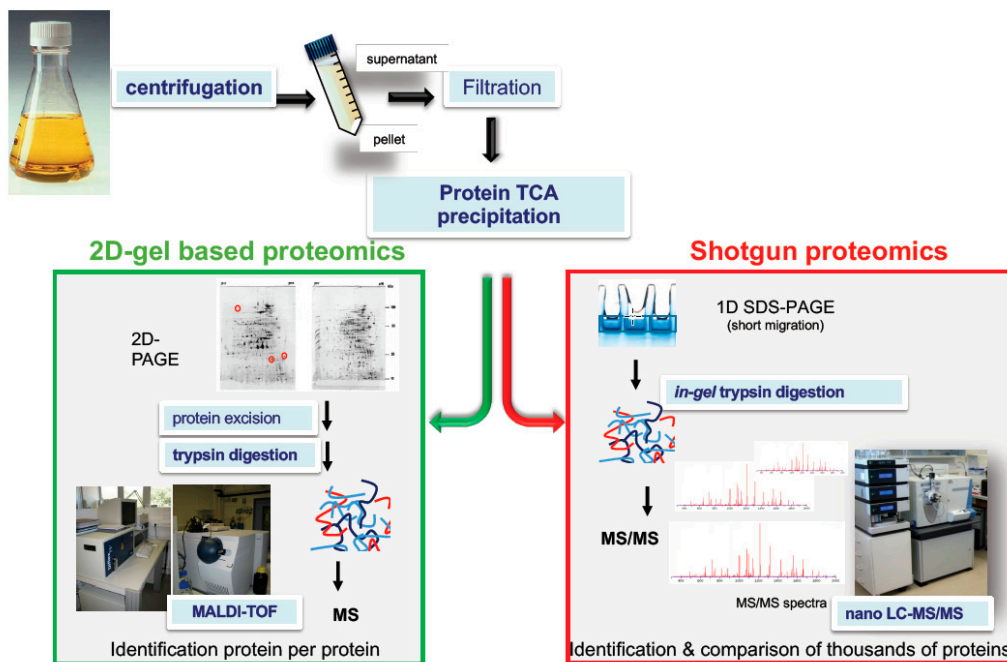 centrifugation
supernatant
pellet
Filtration
Protein TCA
precipitation
2D-gel based proteomics
2D-
PAGE
protein excision
trypsin digestion
MALDI-TOF
MS
Identification protein per protein
Shotgun proteomics
1D SDS-PAGE
(short migration)
in-gel trypsin digestion
MS/MS
MS/MS spectra
nano LC-MS/MS
Identification & comparison of thousands of proteins